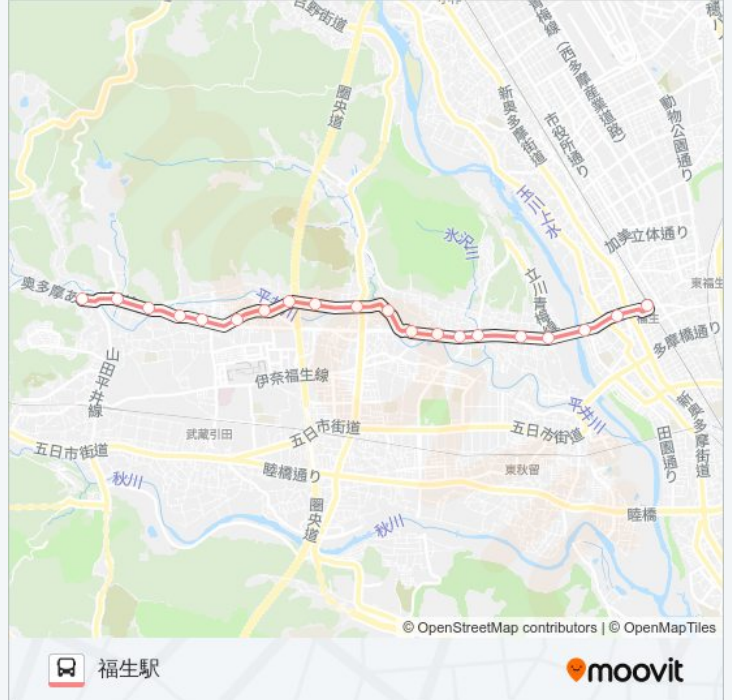 吉野街道
圏央道
青梅線(西多摩産業道路)
新奥多摩街道
市役所通り
動物公園通り
玉川上水
氷沢川
加美立体通り
立川青梅線
東福生
奥多摩あ
平井川
福生
多摩橋通り
山田平井線
伊奈福生線
平井川
新奥多摩街道
五日市街道
武蔵引田
五日市街道
五日市街道
田園通り
睦橋通り
東秋留
秋川
圏央道
秋川
睦橋
© OpenStreetMap contributors | © OpenMapTiles
福生駅
moovit